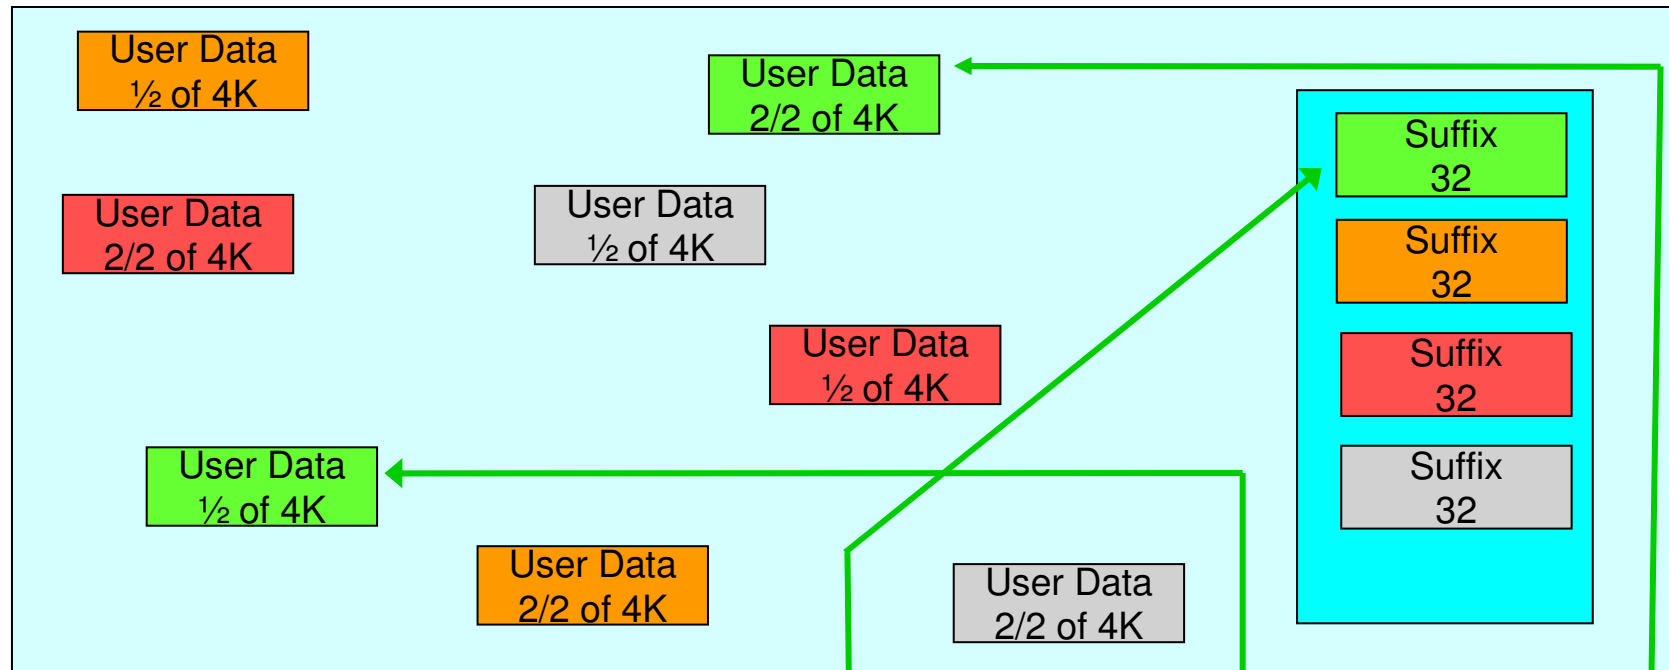 User Data
½ of 4K
User Data
2/2 of 4K
Suffix
32
User Data
2/2 of 4K
User Data
½ of 4K
Suffix
32
User Data
½ of 4K
Suffix
32
User Data
½ of 4K
Suffix
32
User Data
2/2 of 4K
User Data
2/2 of 4K